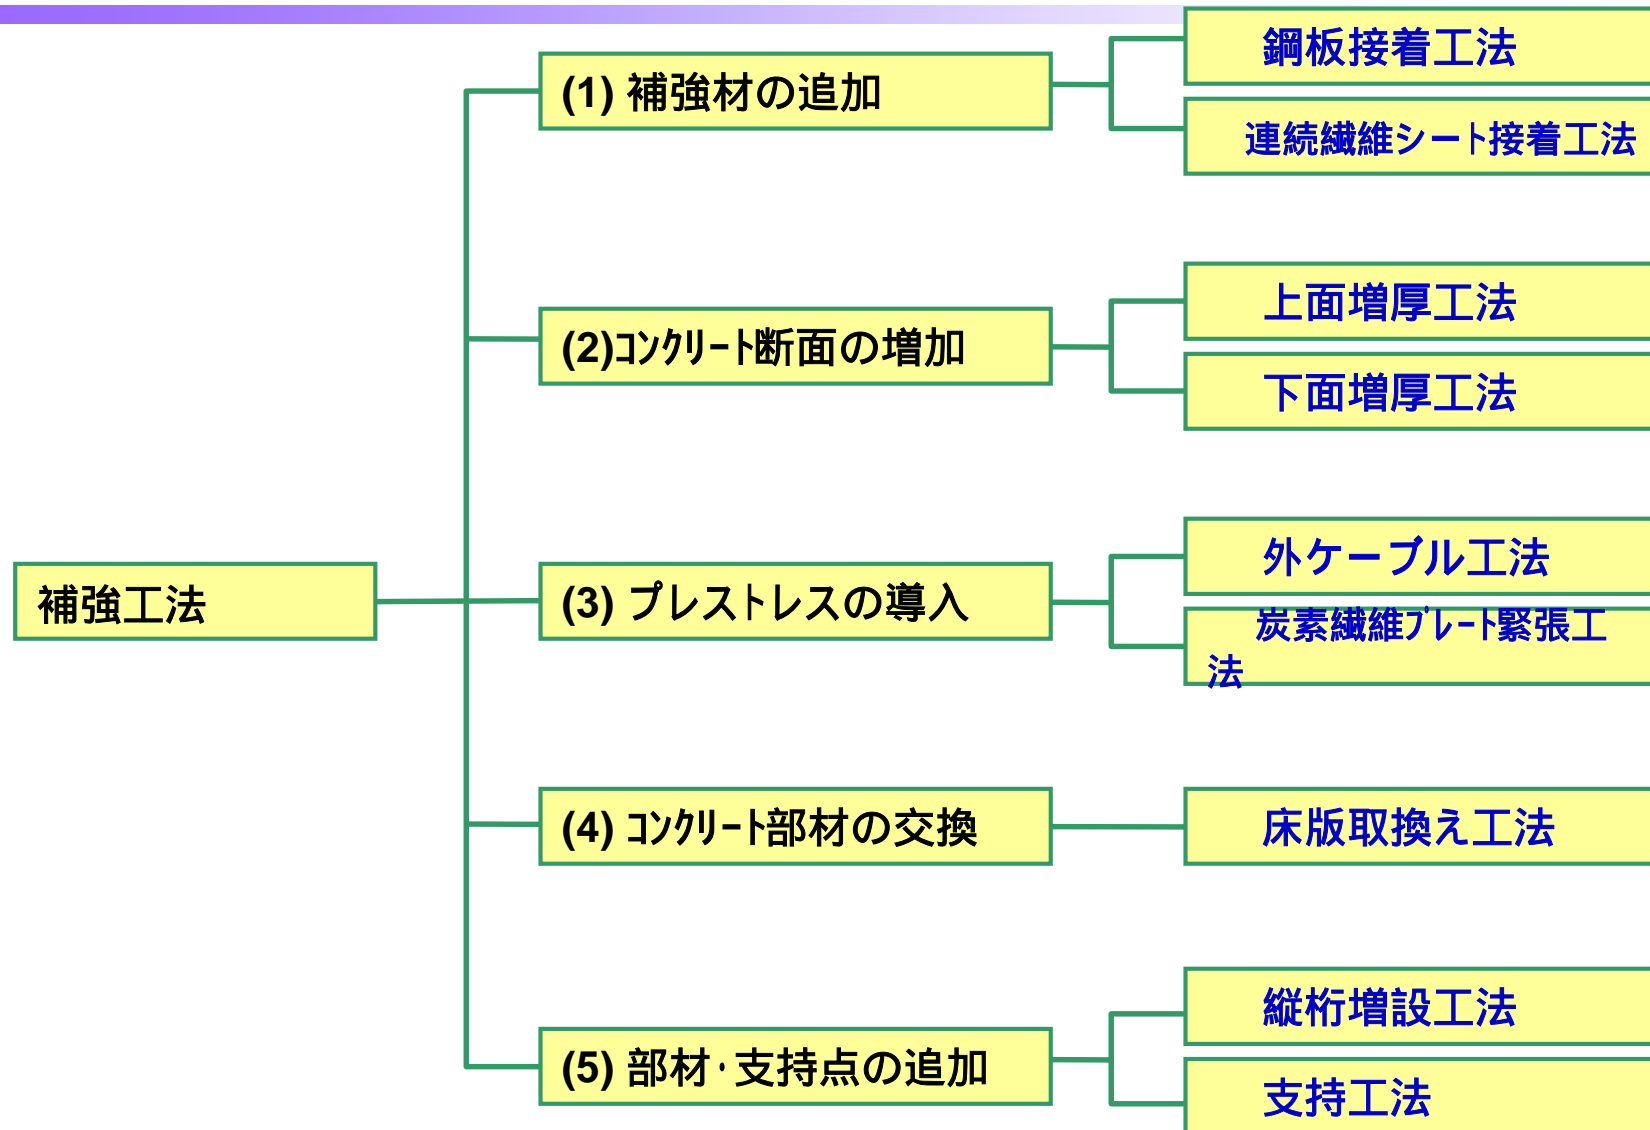 鋼板接着工法
(1) 補強材の追加
連続繊維シート接着工法
上面増厚工法
(2)ｺﾝｸﾘｰﾄ断面の増加
下面増厚工法
外ケーブル工法
補強工法
(3) プレストレスの導入
炭素繊維ﾌﾟﾚｰﾄ緊張工
法
(4) ｺﾝｸﾘｰﾄ部材の交換
床版取換え工法
縦桁増設工法
(5) 部材･支持点の追加
支持工法